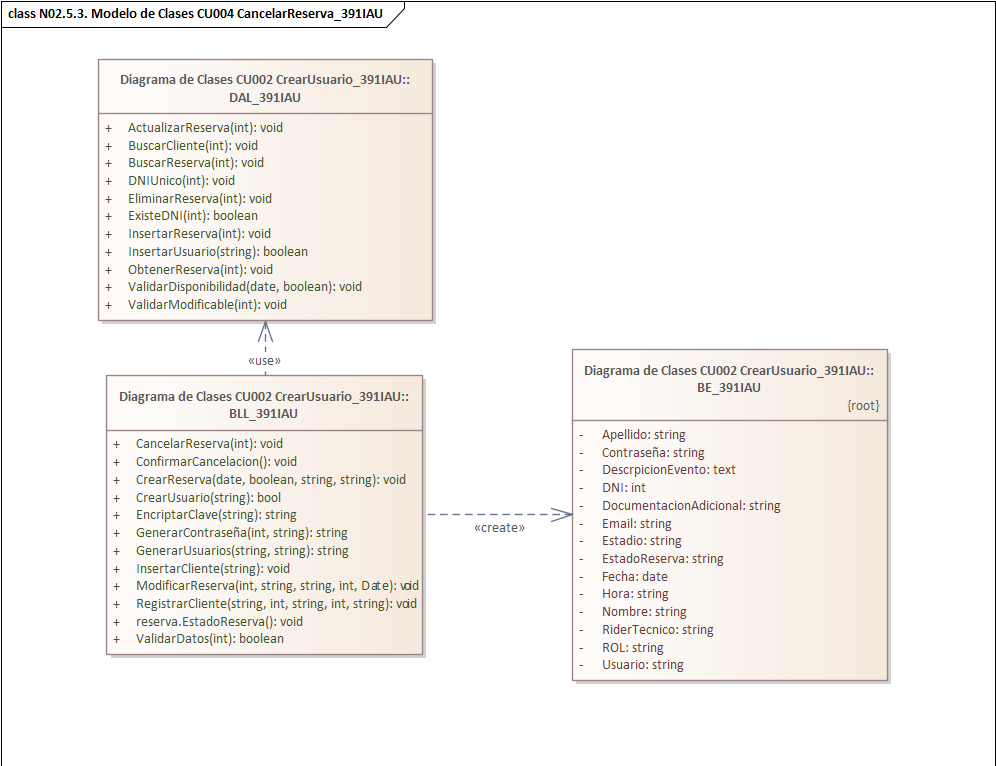 class N02.5.3. Modelo de Clases CU004 CancelarReserva_391IAU
Diagrama de Clases CU002 CrearUsuario_391IAU::
DAL_391IAU
+ ActualizarReserva(int): void
+ BuscarCliente(int): void
+ BuscarReserva(int): void
+ DNIUnico(int): void
+ EliminarReserva(int): void
+ ExisteDNI(int): boolean
+ InsertarReserva(int): void
+ InsertarUsuario(string): boolean
+ ObtenerReserva(int): void
+ ValidarDisponibilidad(date, boolean): void
+ ValidarModificable(int): void
«use»
Diagrama de Clases CU002 CrearUsuario_391IAU::
BLL_391IAU
+ CancelarReserva(int): void
+ ConfirmarCancelacion(): void
+ CrearReserva(date, boolean, string, string): void
+ CrearUsuario(string): bool
+ EncriptarClave(string): string
+ GenerarContraseña(int, string): string
+ GenerarUsuarios(string, string): string
+ InsertarCliente(string): void
+ ModificarReserva(int, string, string, int, Date): void
+ RegistrarCliente(string, int, string, int, string): void
+ reserva.EstadoReserva(): void
+ ValidarDatos(int): boolean
«create»
Diagrama de Clases CU002 CrearUsuario_391IAU::
BE_391IAU
{root}
- Apellido: string
- Contraseña: string
- DescrpicionEvento: text
- DNI: int
- DocumentacionAdicional: string
- Email: string
- Estadio: string
- EstadoReserva: string
- Fecha: date
- Hora: string
- Nombre: string
- RiderTecnico: string
- ROL: string
- Usuario: string